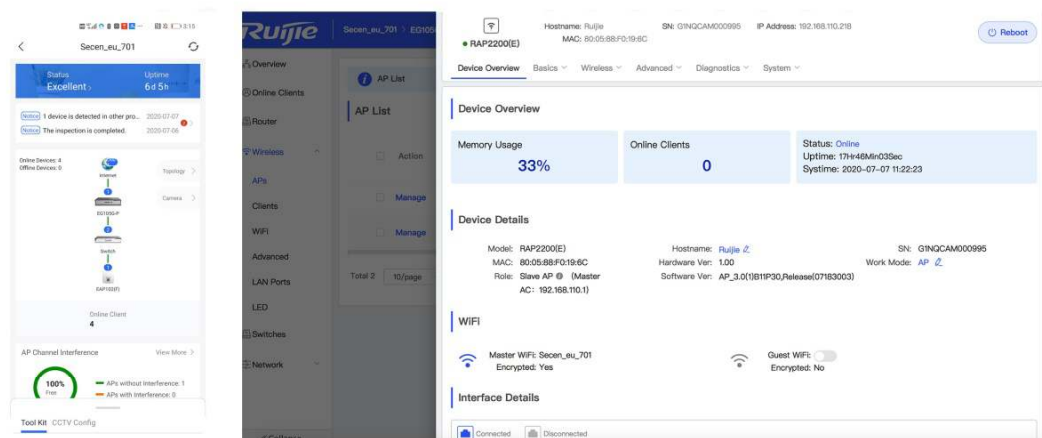 3:15
Secen_eu_701
Status
Excellent
Uptime
6d 5h
Notice 1 device is detected in other pro... 2020-07-07
Notice The inspection is completed. 2020-07-06
Online Devices: 4
Offline Devices: 0
Internet
Topology
Camera
EG105G-P
Switch
Online Client
4
AP Channel Interference View More
100%
Free
APs without Interference: 1
APs with Interference: 0
Tool Kit CCTV Config
Ruijie
Secen_eu_701 > EG105
Overview
Online Clients
Router
Wireless
APs
Clients
WiFi
Advanced
LAN Ports
LED
Switches
Network
Collapse
AP List
AP List
Action
Manage
Manage
Total 2 10/page
RAP2200(E)
Hostname: Ruijie SN: G1NQCAM000995 IP Address: 192.168.110.218
MAC: 80:05:88:F0:19:6C
Reboot
Device Overview Basics Wireless Advanced Diagnostics System
Device Overview
Memory Usage
33%
Online Clients
0
Status: Online
Uptime: 17Hr46Min03Sec
Systime: 2020-07-07 11:22:23
Device Details
Model: RAP2200(E) Hostname: Ruijie SN: G1NQCAM000995
MAC: 80:05:88:F0:19:6C Hardware Ver: 1.00 Work Mode: AP
Role: Slave AP (Master Software Ver: AP_3.0(1)B11P30,Release(07183003)
AC: 192.168.110.1)
WiFi
Master WiFi: Secen_eu_701
Encrypted: Yes
Guest WiFi:
Encrypted: No
Interface Details
Connected Disconnected